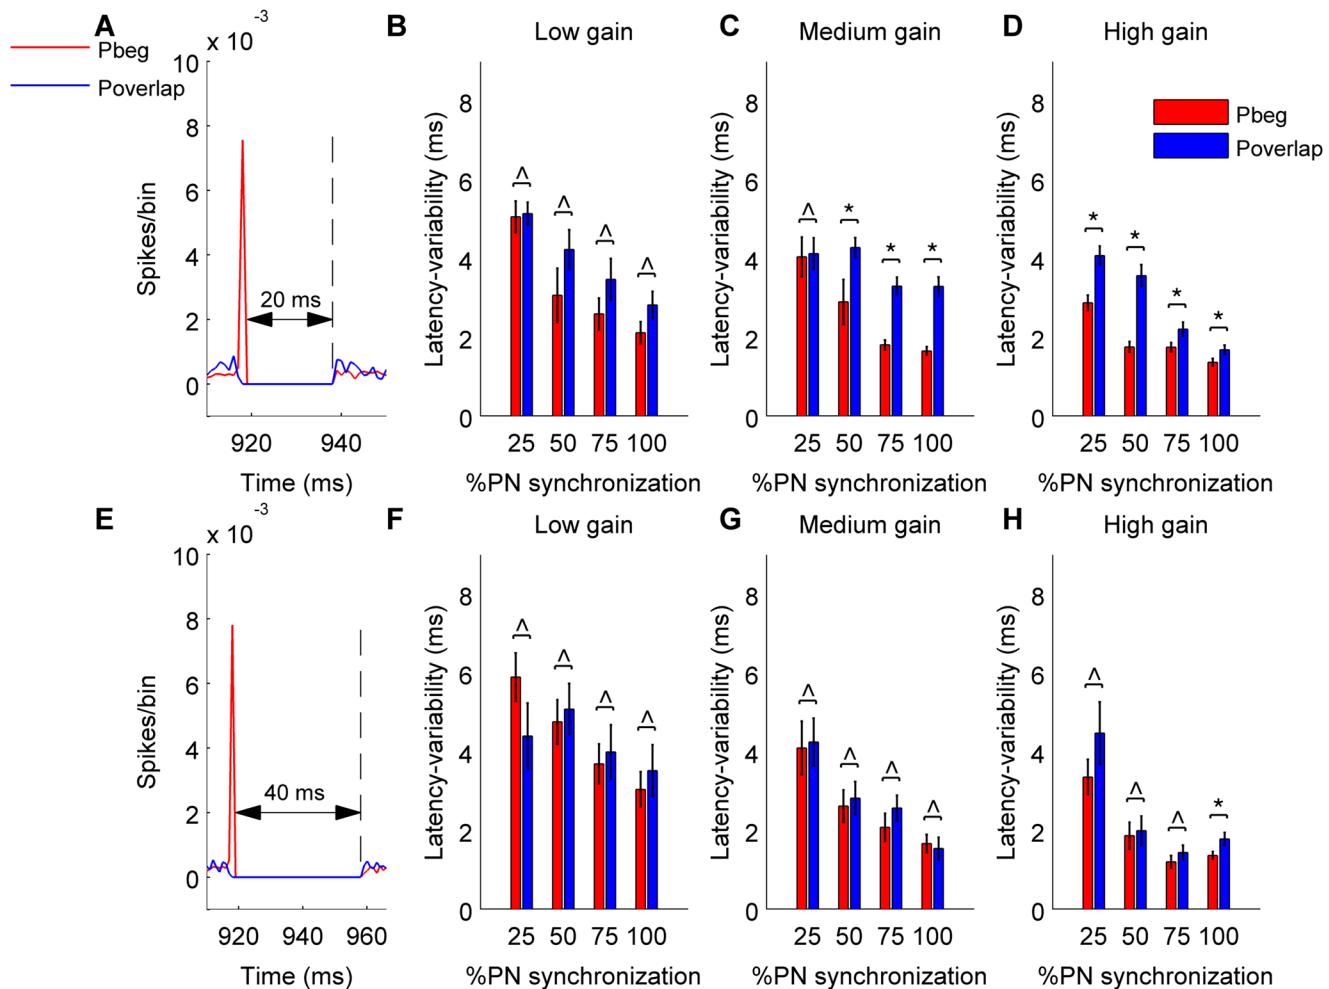 A
x 10
-3
Pbeg
Poverlap
10
8
6
4
2
0
Spikes/bin
20 ms
920
940
Time (ms)
B
Low gain
8
6
4
2
0
Latency-variability (ms)
^
^
^
^
25 50 75 100
%PN synchronization
C
Medium gain
8
6
4
2
0
Latency-variability (ms)
^
*
*
*
25 50 75 100
%PN synchronization
D
High gain
Pbeg
Poverlap
8
6
4
2
0
Latency-variability (ms)
*
*
*
*
25 50 75 100
%PN synchronization
E
x 10
-3
10
8
6
4
2
0
Spikes/bin
40 ms
920 940 960
Time (ms)
F
Low gain
8
6
4
2
0
Latency-variability (ms)
^
^
^
^
25 50 75 100
%PN synchronization
G
Medium gain
8
6
4
2
0
Latency-variability (ms)
^
^
^
^
25 50 75 100
%PN synchronization
H
High gain
8
6
4
2
0
Latency-variability (ms)
^
^
^
*
25 50 75 100
%PN synchronization